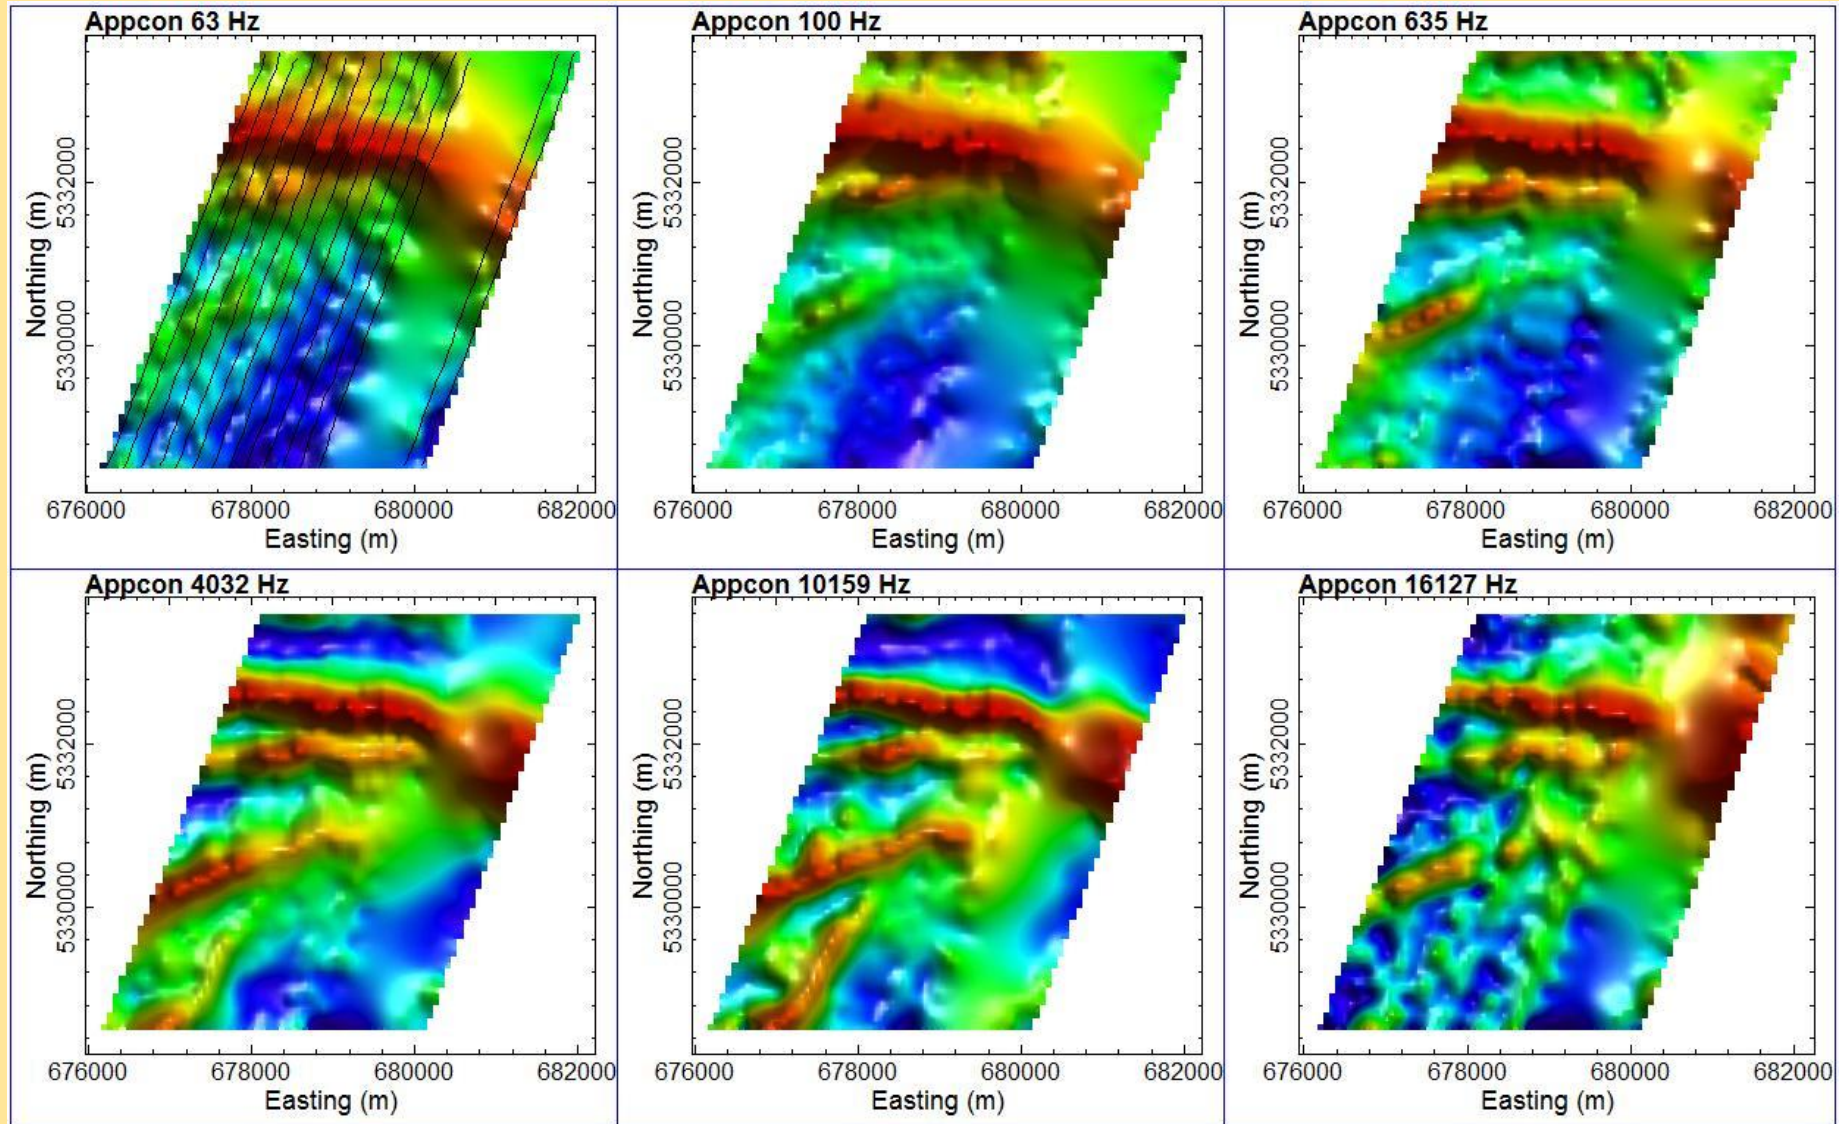 Appcon 63 Hz
Northing (m)
5332000
5330000
676000 678000 680000 682000
Easting (m)
Appcon 100 Hz
Northing (m)
5332000
5330000
676000 678000 680000 682000
Easting (m)
Appcon 635 Hz
Northing (m)
5332000
5330000
676000 678000 680000 682000
Easting (m)
Appcon 4032 Hz
Northing (m)
5332000
5330000
676000 678000 680000 682000
Easting (m)
Appcon 10159 Hz
Northing (m)
5332000
5330000
676000 678000 680000 682000
Easting (m)
Appcon 16127 Hz
Northing (m)
5332000
5330000
676000 678000 680000 682000
Easting (m)